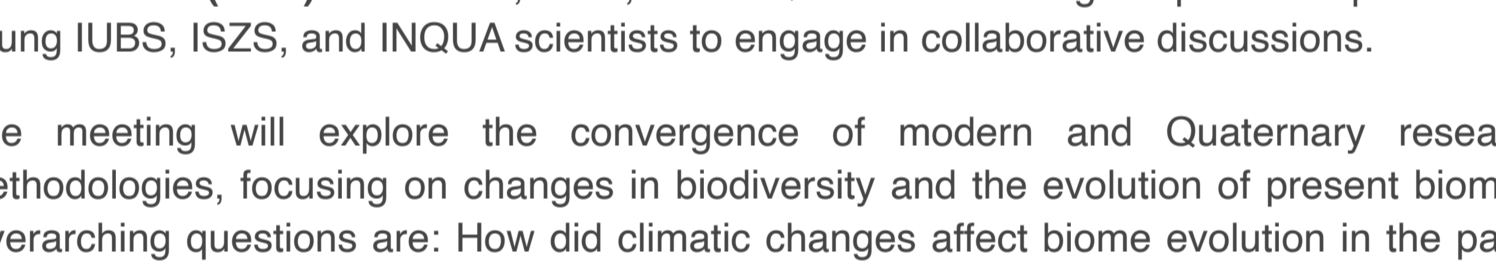 ung IUBS, ISZS, and INQUA scientists to engage in collaborative discussions.
e meeting will explore the convergence of modern and Quaternary resea
ethodologies, focusing on changes in biodiversity and the evolution of present biom
verarching questions are: How did climatic changes affect biome evolution in the pa